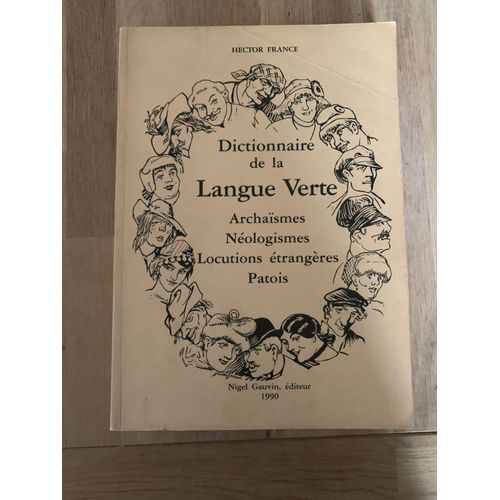 HECTOR FRANCE
Dictionnaire
de la
Langue Verte
Archaïsmes
Néologismes
Locutions étrangères
Patois
Nigel Gauvin, éditeur
1990